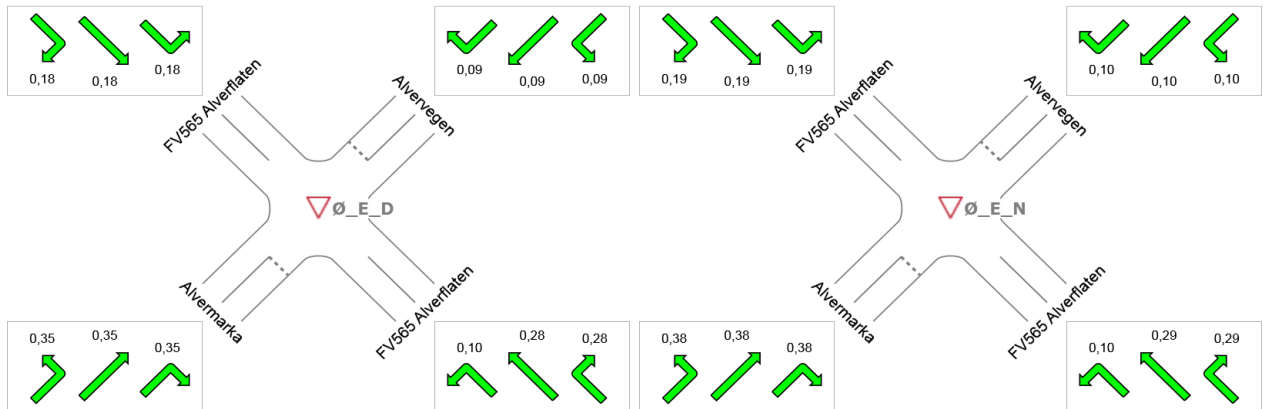 0,18 0,18 0,18
0,09 0,09 0,09
FV565 Alverflaten
Alvervegen
Ø_E_D
Alvermarka
FV565 Alverflaten
0,35 0,35 0,35
0,10 0,28 0,28
0,19 0,19 0,19
0,10 0,10 0,10
FV565 Alverflaten
Alvervegen
Ø_E_N
Alvermarka
FV565 Alverflaten
0,38 0,38 0,38
0,10 0,29 0,29